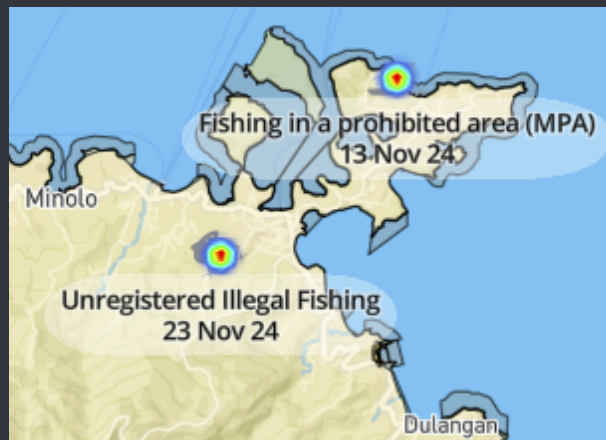 Fishing in a prohibited area (MPA)
13 Nov 24
Minolo
Unregistered Illegal Fishing
23 Nov 24
Dulangan